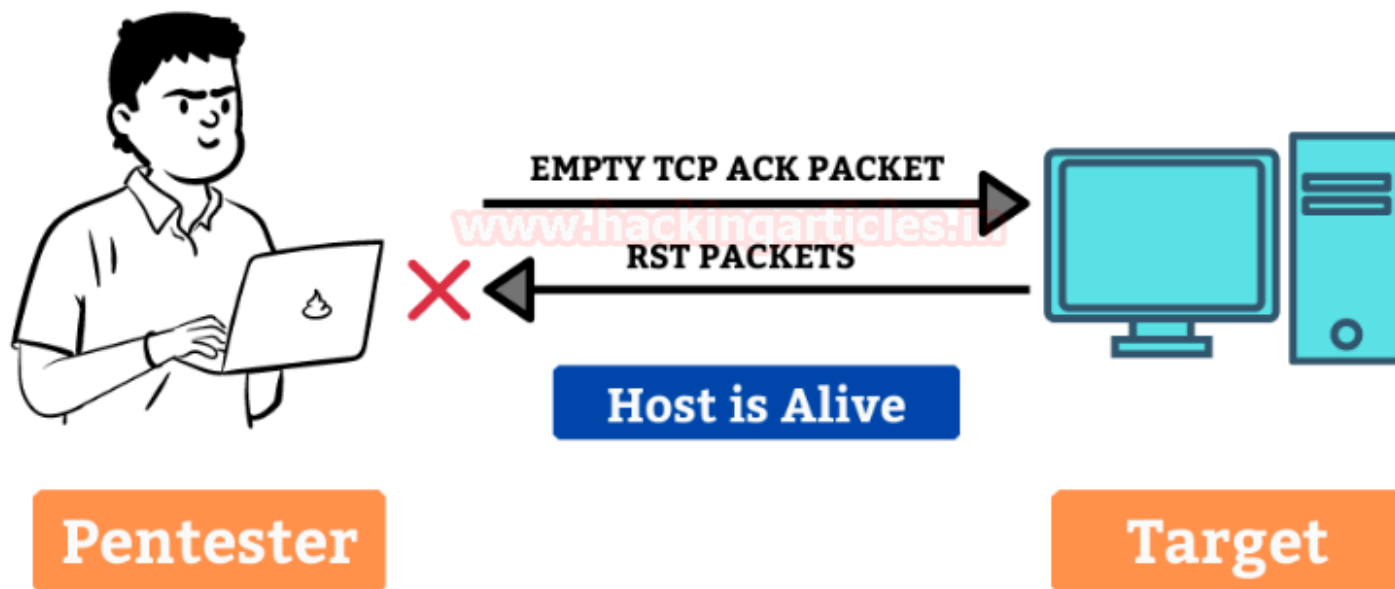 EMPTY TCP ACK PACKET
www.hackingarticles.in
RST PACKETS
Host is Alive
Pentester
Target